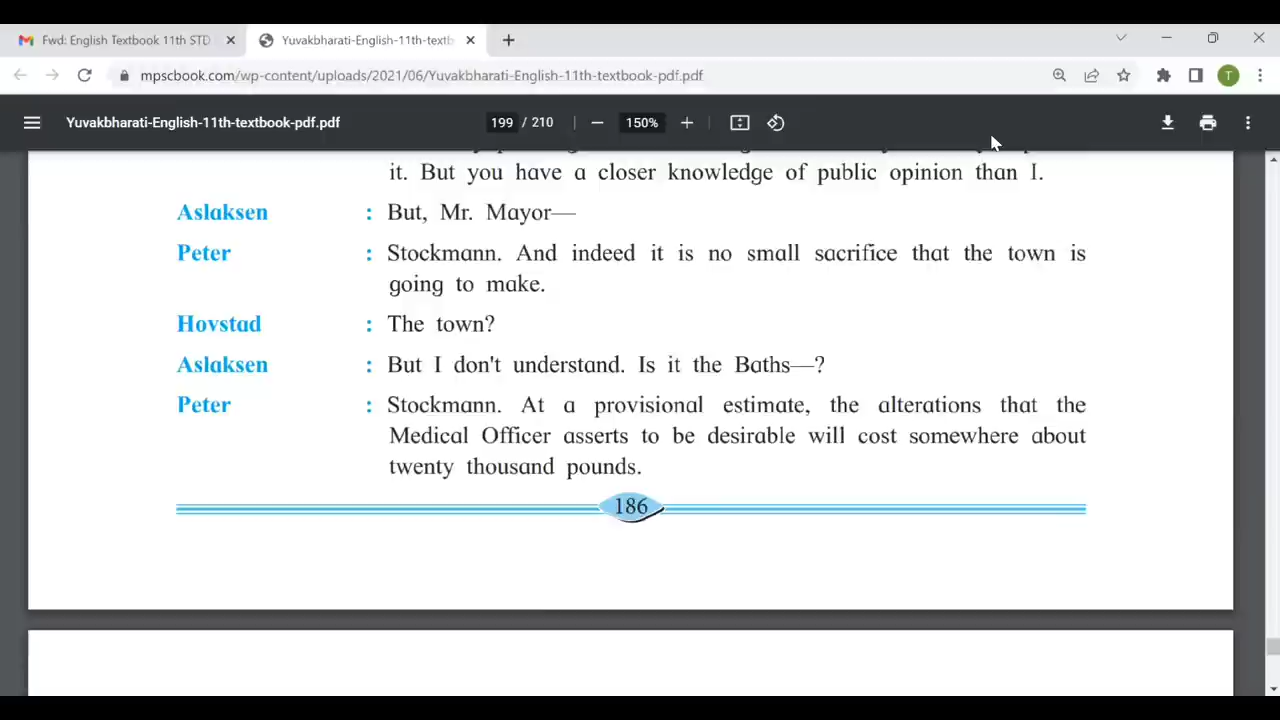 Fwd: English Textbook 11th STD
Yuvakbharati-English-11th-textb
mpscbook.com/wp-content/uploads/2021/06/Yuvakbharati-English-11th-textbook-pdf.pdf
T
Yuvakbharati-English-11th-textbook-pdf.pdf
199 / 210
150%
it. But you have a closer knowledge of public opinion than I.
Aslaksen : But, Mr. Mayor—
Peter : Stockmann. And indeed it is no small sacrifice that the town is
going to make.
Hovstad : The town?
Aslaksen : But I don't understand. Is it the Baths—?
Peter : Stockmann. At a provisional estimate, the alterations that the
Medical Officer asserts to be desirable will cost somewhere about
twenty thousand pounds.
186